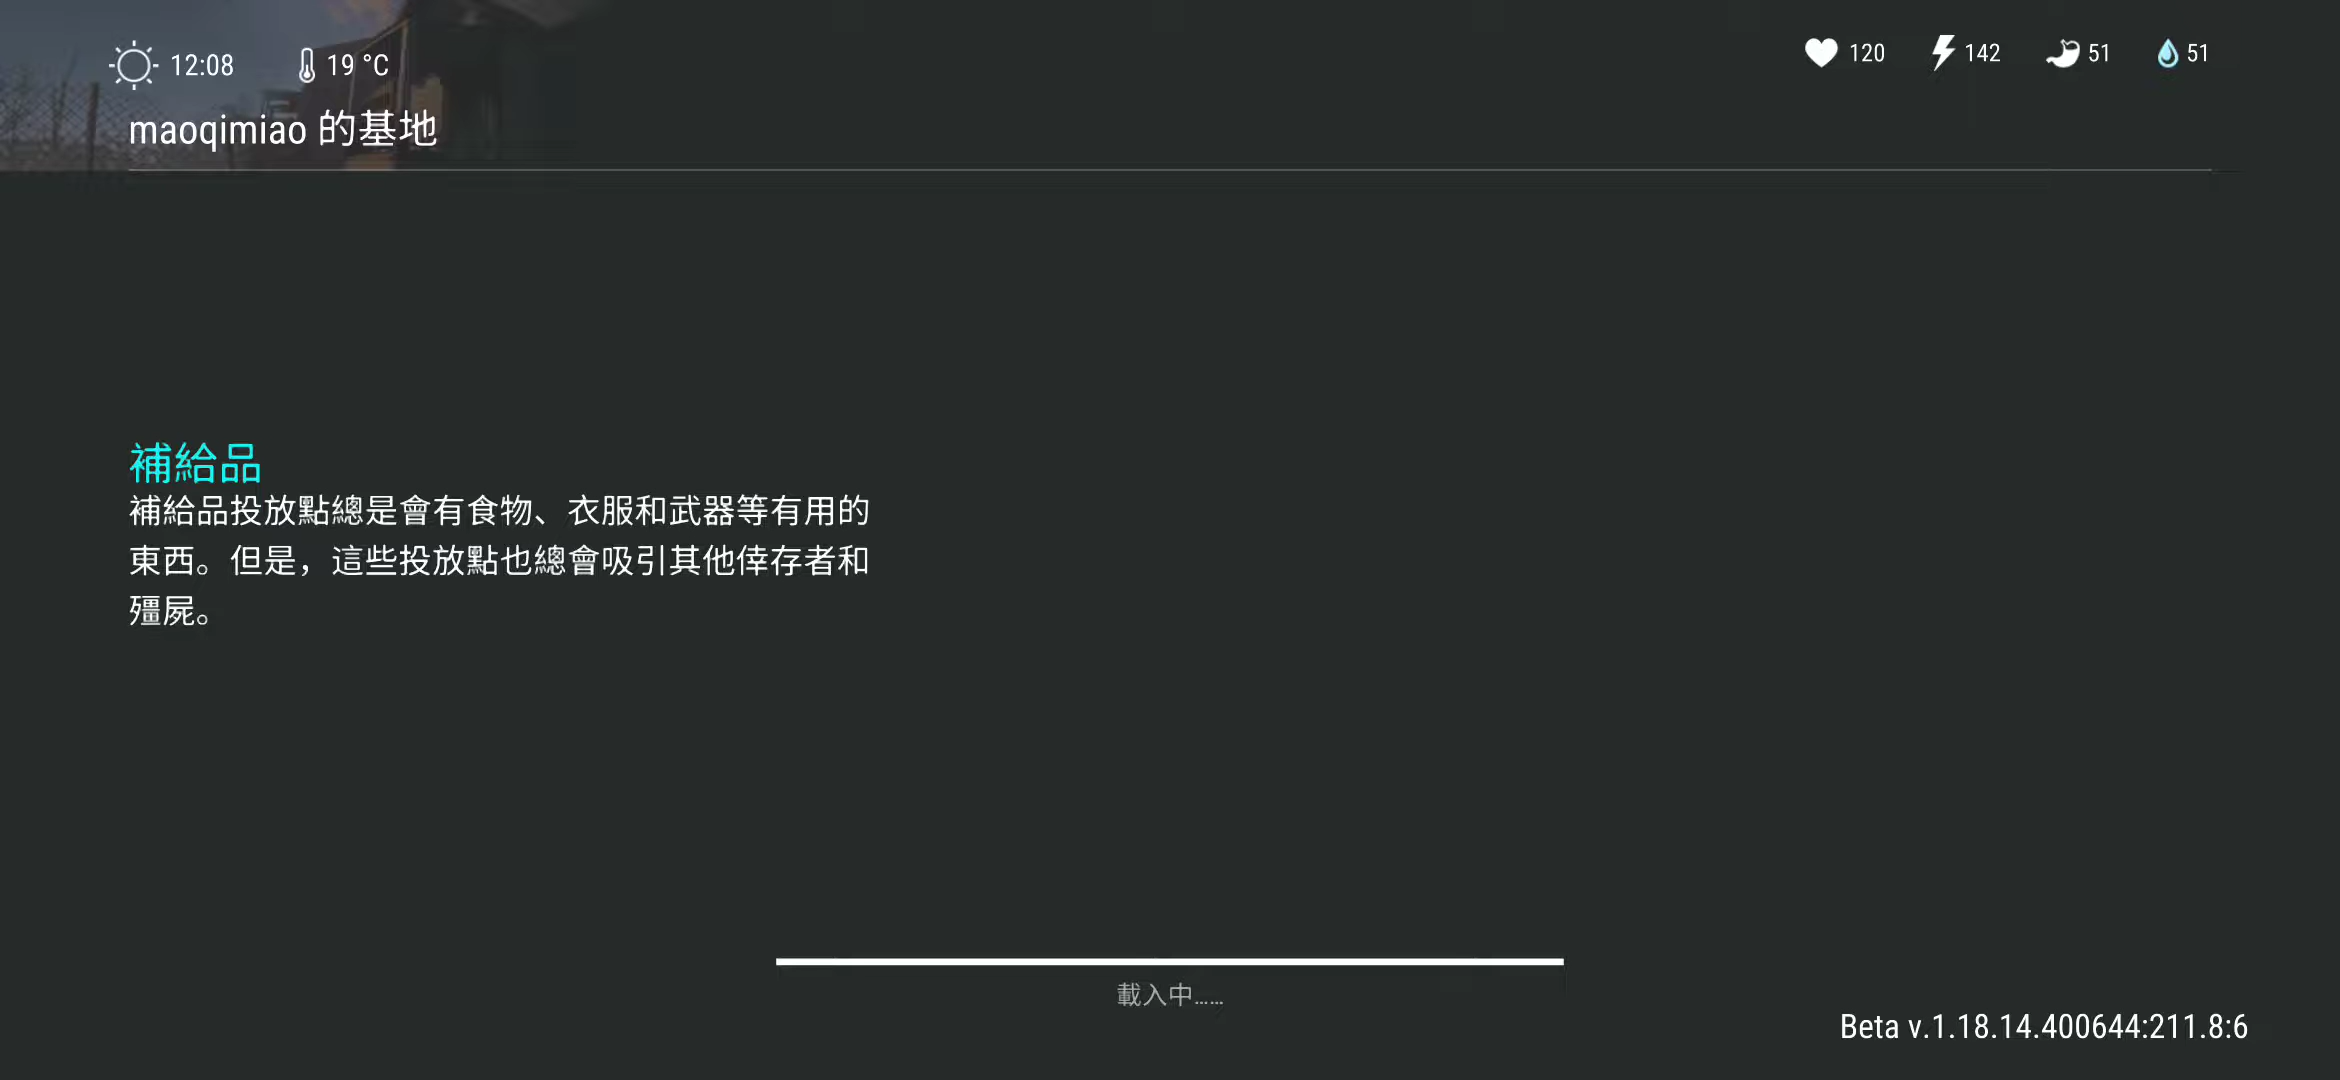 12:08
19 °C
120
142
51
51
maoqimiao 的基地
補給品
補給品投放點總是會有食物、衣服和武器等有用的
東西。但是，這些投放點也總會吸引其他倖存者和
殭屍。
載入中……
Beta v.1.18.14.400644:211.8:6